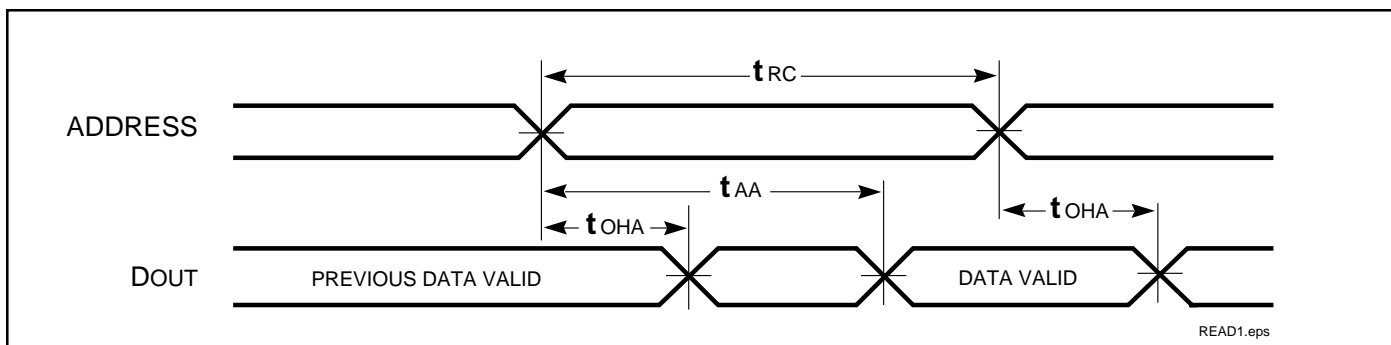 tRC
ADDRESS
tAA
tOHA
tOHA
DOUT
PREVIOUS DATA VALID
DATA VALID
READ1.eps